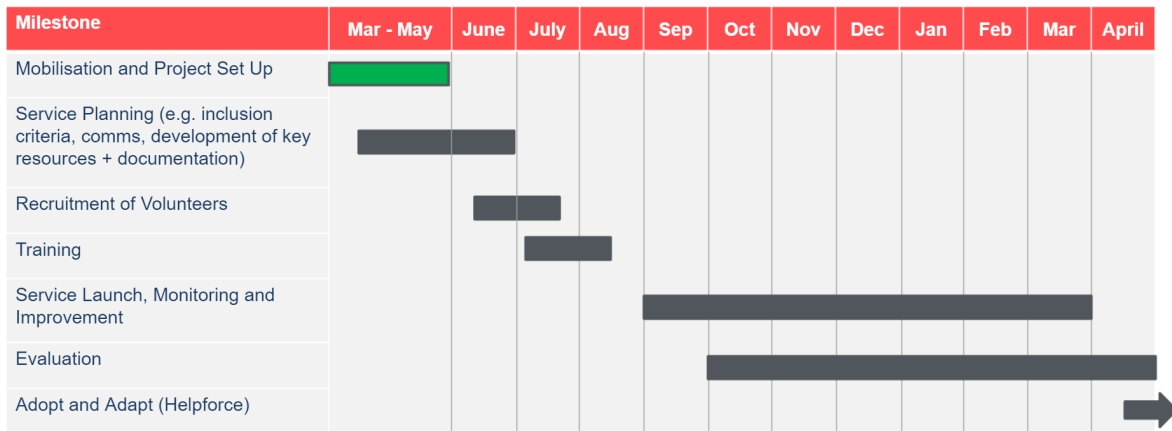 Milestone
Mar - May
June
July
Aug
Sep
Oct
Nov
Dec
Jan
Feb
Mar
April
Mobilisation and Project Set Up
Service Planning (e.g. inclusion
criteria, comms, development of key
resources + documentation)
Recruitment of Volunteers
Training
Service Launch, Monitoring and
Improvement
Evaluation
Adopt and Adapt (Helpforce)